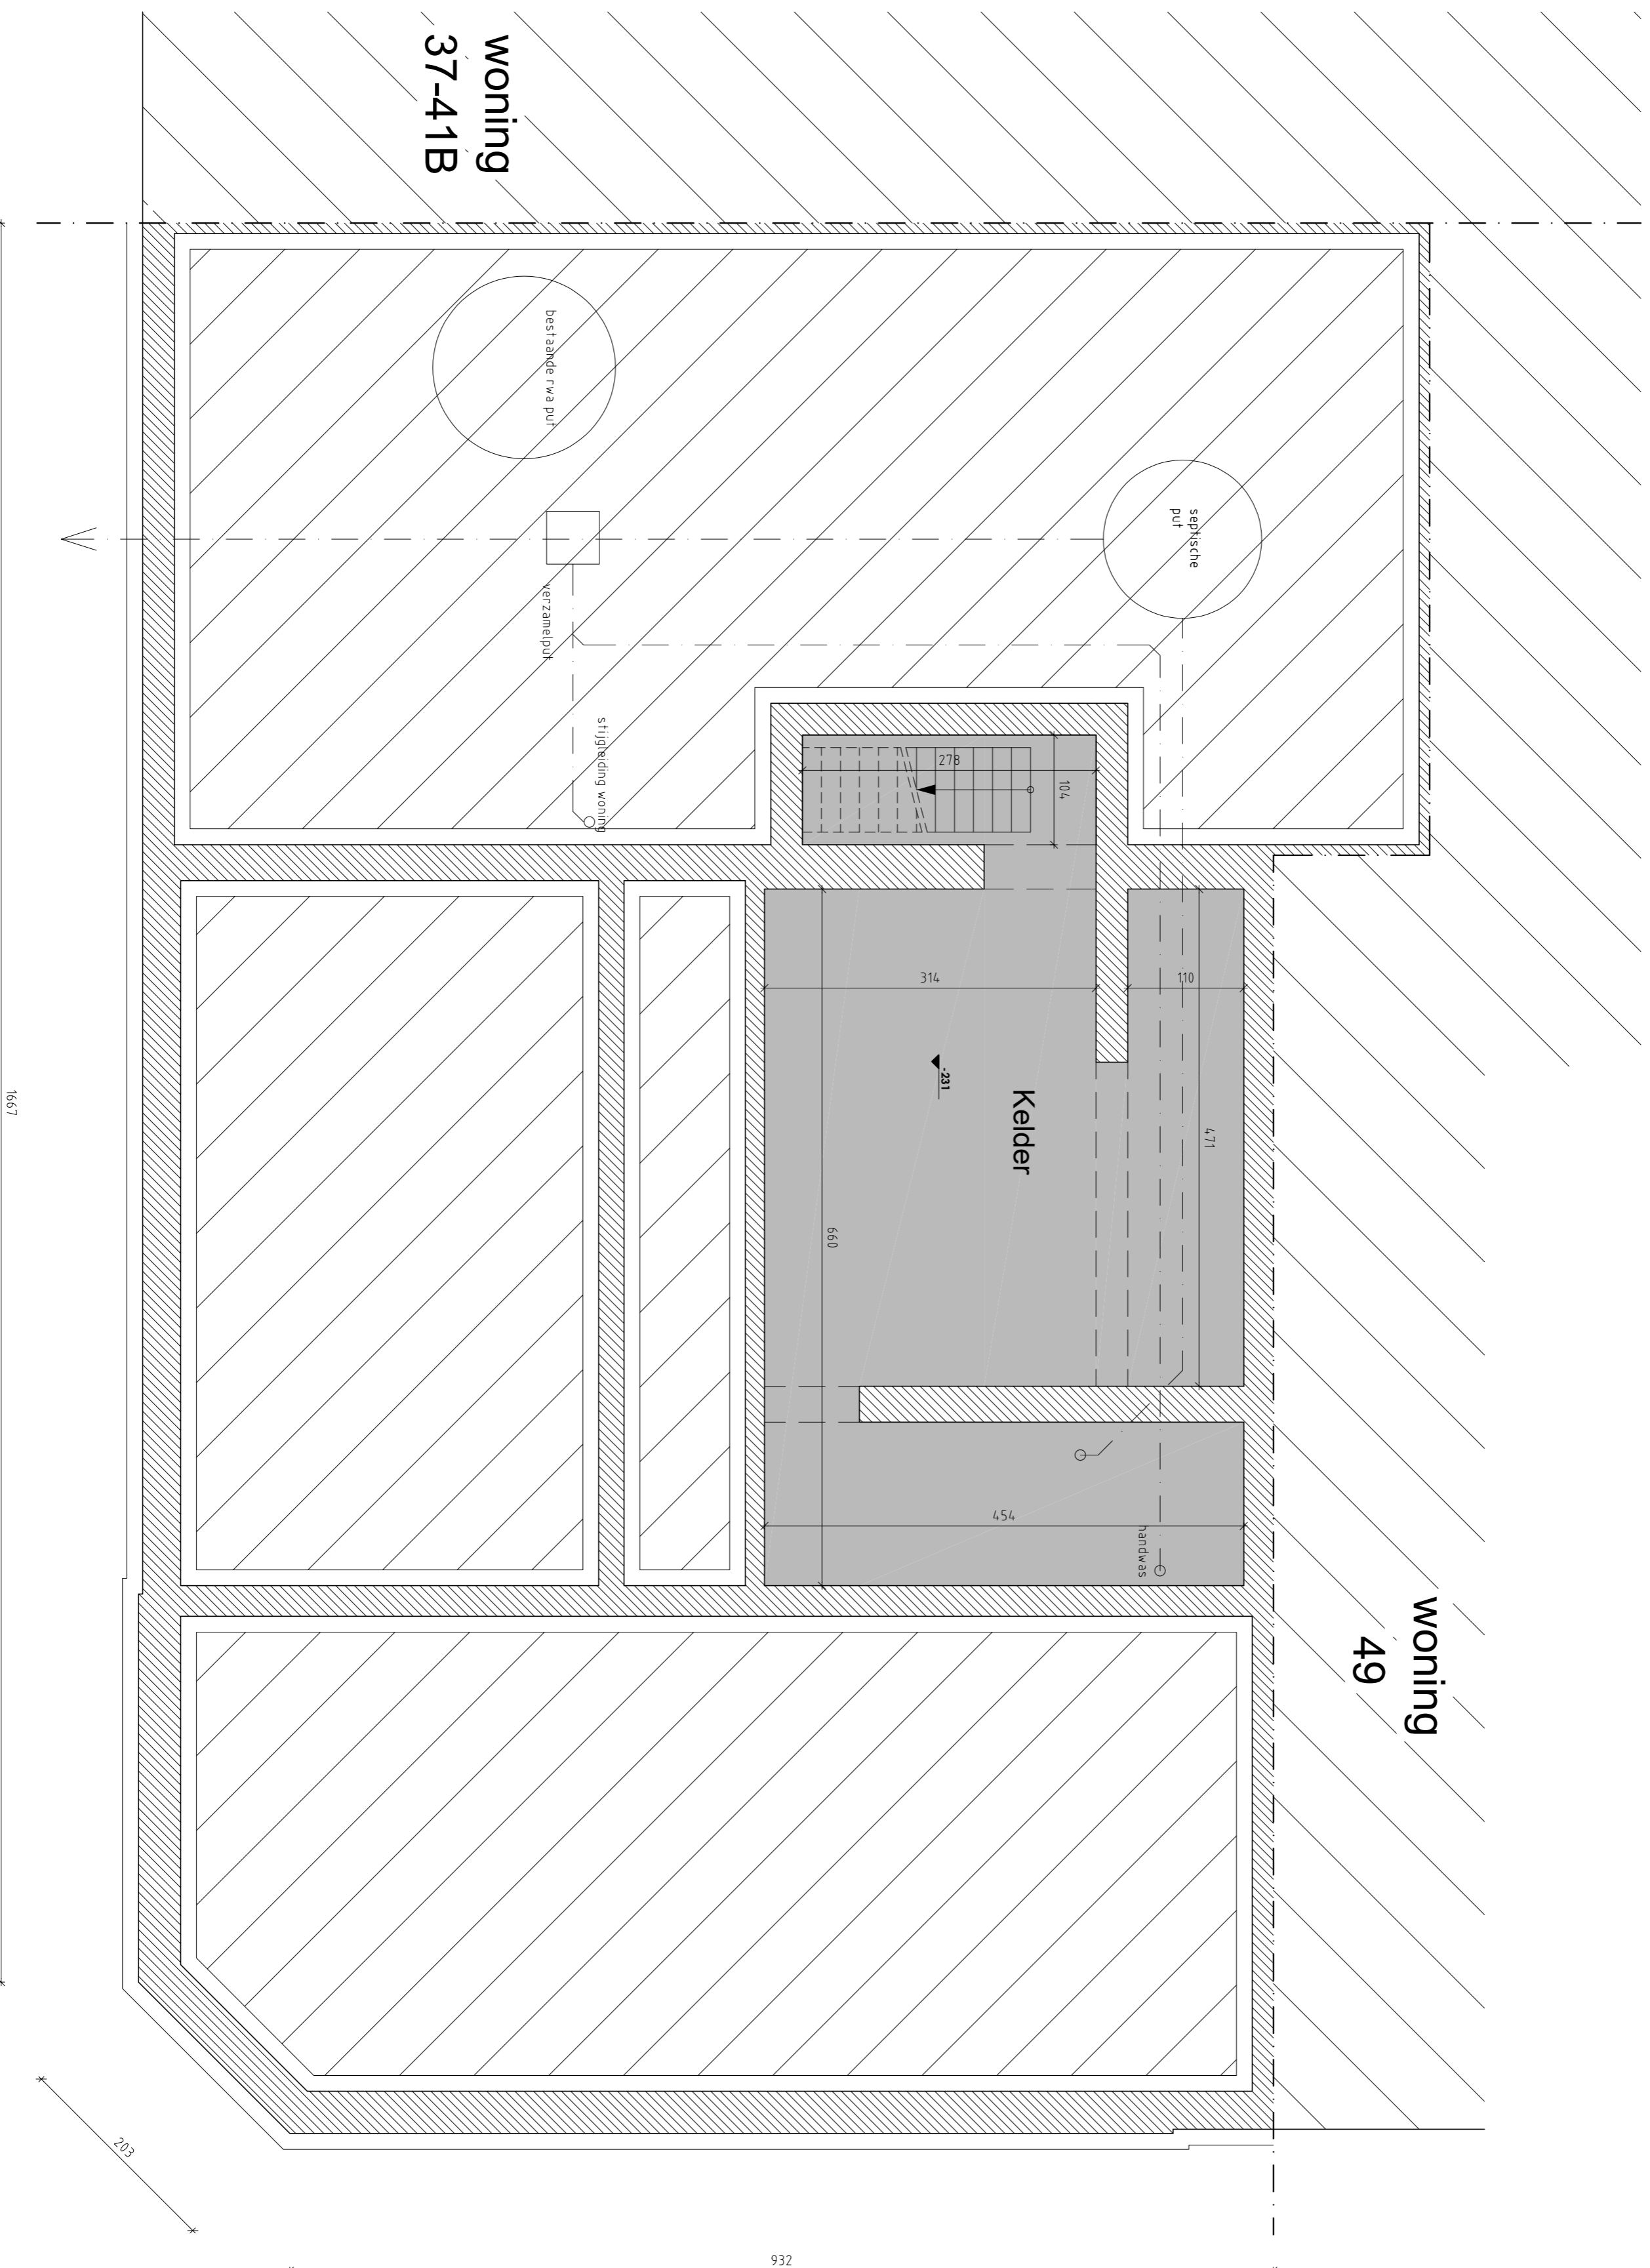 woning
37-41B
bestaande rwa put
septische
put
verzamelput
stijgleiding woning
278
104
314
110
-231
Kelder
471
660
454
handwas
woning
49
1667
203
932